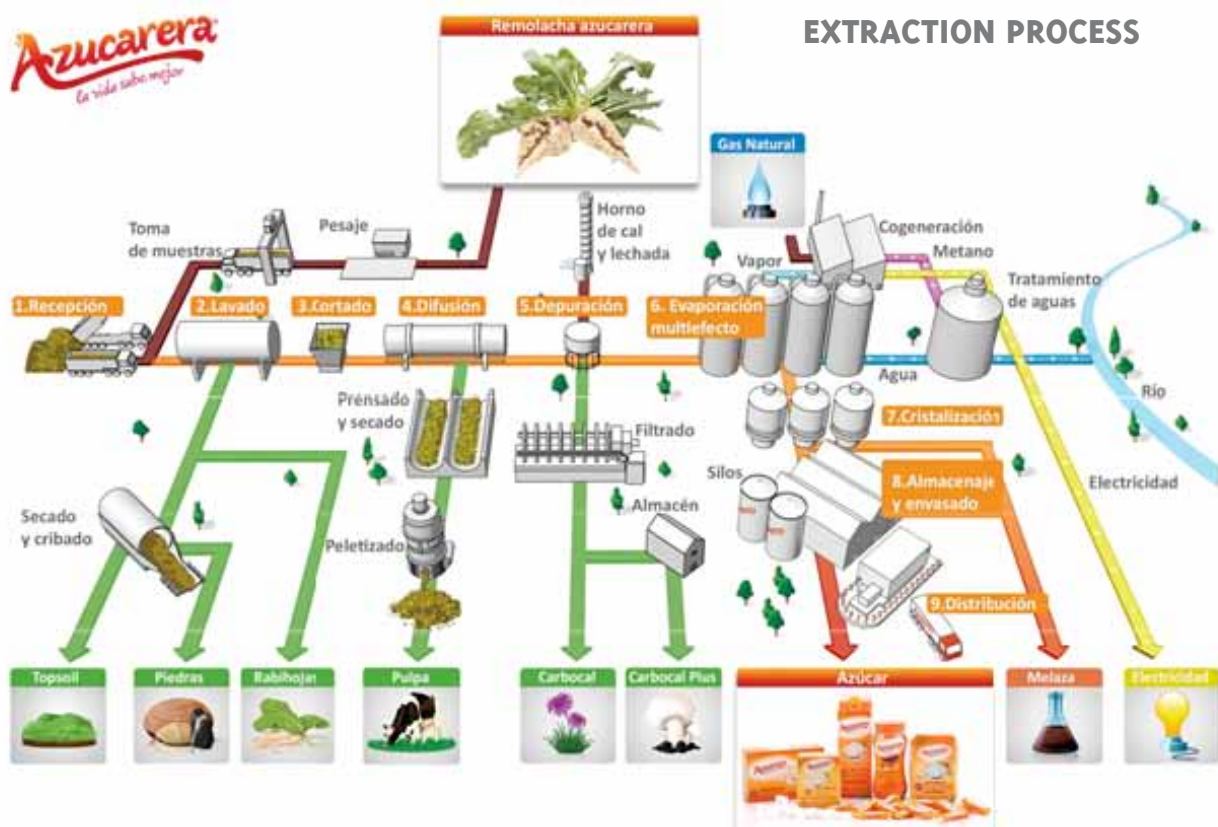 Azucarera
la vida sabe mejor
EXTRACTION PROCESS
Remolacha azucarera
Gas Natural
Toma
de muestras
Pesaje
Horno
de cal
y lechada
Vapor
Cogeneración
Metano
Tratamiento
de aguas
1.Recepción
2.Lavado
3.Cortado
4.Difusión
5.Depuración
6. Evaporación
multiefecto
Agua
Río
Prensado
y secado
Filtrado
7.Cristalización
Silos
8.Almacenaje
y envasado
Electricidad
Secado
y cribado
Peletizado
Almacén
9.Distribución
Topsoil
Piedras
Rabihojas
Pulpa
Carbocal
Carbocal Plus
Azúcar
Melaza
Electricidad